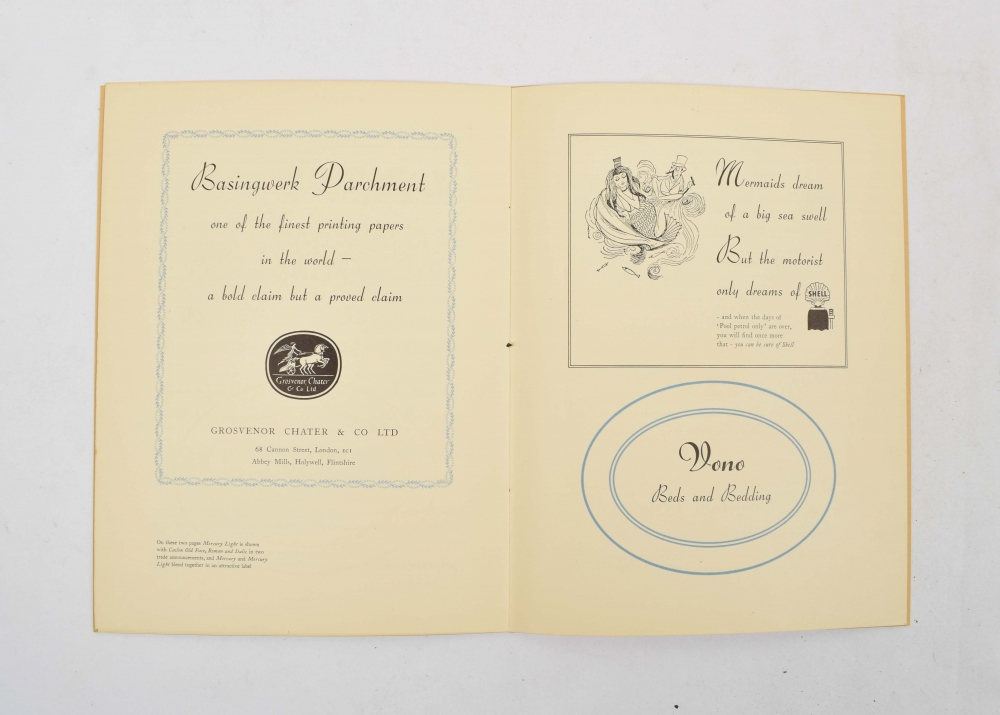 Basingwerk Parchment
one of the finest printing papers
in the world –
a bold claim but a proved claim
Grosvenor Chater
& Co Ltd
GROSVENOR CHATER & CO LTD
68 Cannon Street, London, EC1
Abbey Mills, Holywell, Flintshire
On these two pages Mercury Light is shown
with Caslon Old Face, Roman and Italic in two
trade announcements, and Mercury and Mercury
Light blend together in an attractive label
Mermaids dream
of a big sea swell
But the motorist
only dreams of
SHELL
- and when the days of
'Pool petrol only' are over,
you will find once more
that - you can be sure of Shell
Vono
Beds and Bedding